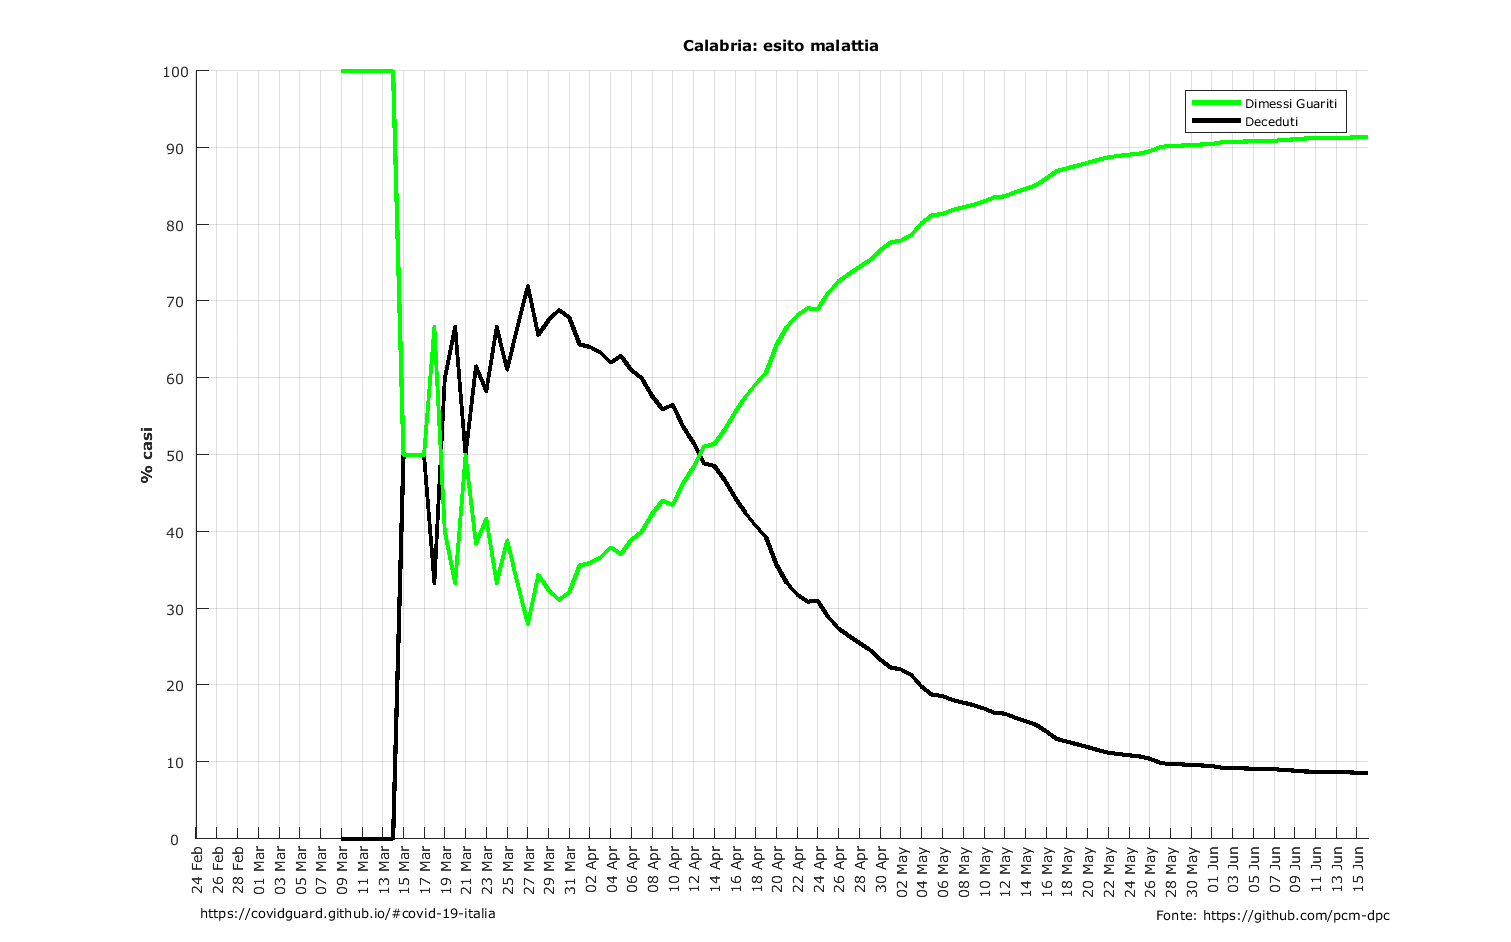 Calabria: esito malattia
100
90
80
70
60
50
40
30
20
10
0
% casi
Dimessi Guariti
Deceduti
24 Feb
26 Feb
28 Feb
01 Mar
03 Mar
05 Mar
07 Mar
09 Mar
11 Mar
13 Mar
15 Mar
17 Mar
19 Mar
21 Mar
23 Mar
25 Mar
27 Mar
29 Mar
31 Mar
02 Apr
04 Apr
06 Apr
08 Apr
10 Apr
12 Apr
14 Apr
16 Apr
18 Apr
20 Apr
22 Apr
24 Apr
26 Apr
28 Apr
30 Apr
02 May
04 May
06 May
08 May
10 May
12 May
14 May
16 May
18 May
20 May
22 May
24 May
26 May
28 May
30 May
01 Jun
03 Jun
05 Jun
07 Jun
09 Jun
11 Jun
13 Jun
15 Jun
https://covidguard.github.io/#covid-19-italia
Fonte: https://github.com/pcm-dpc